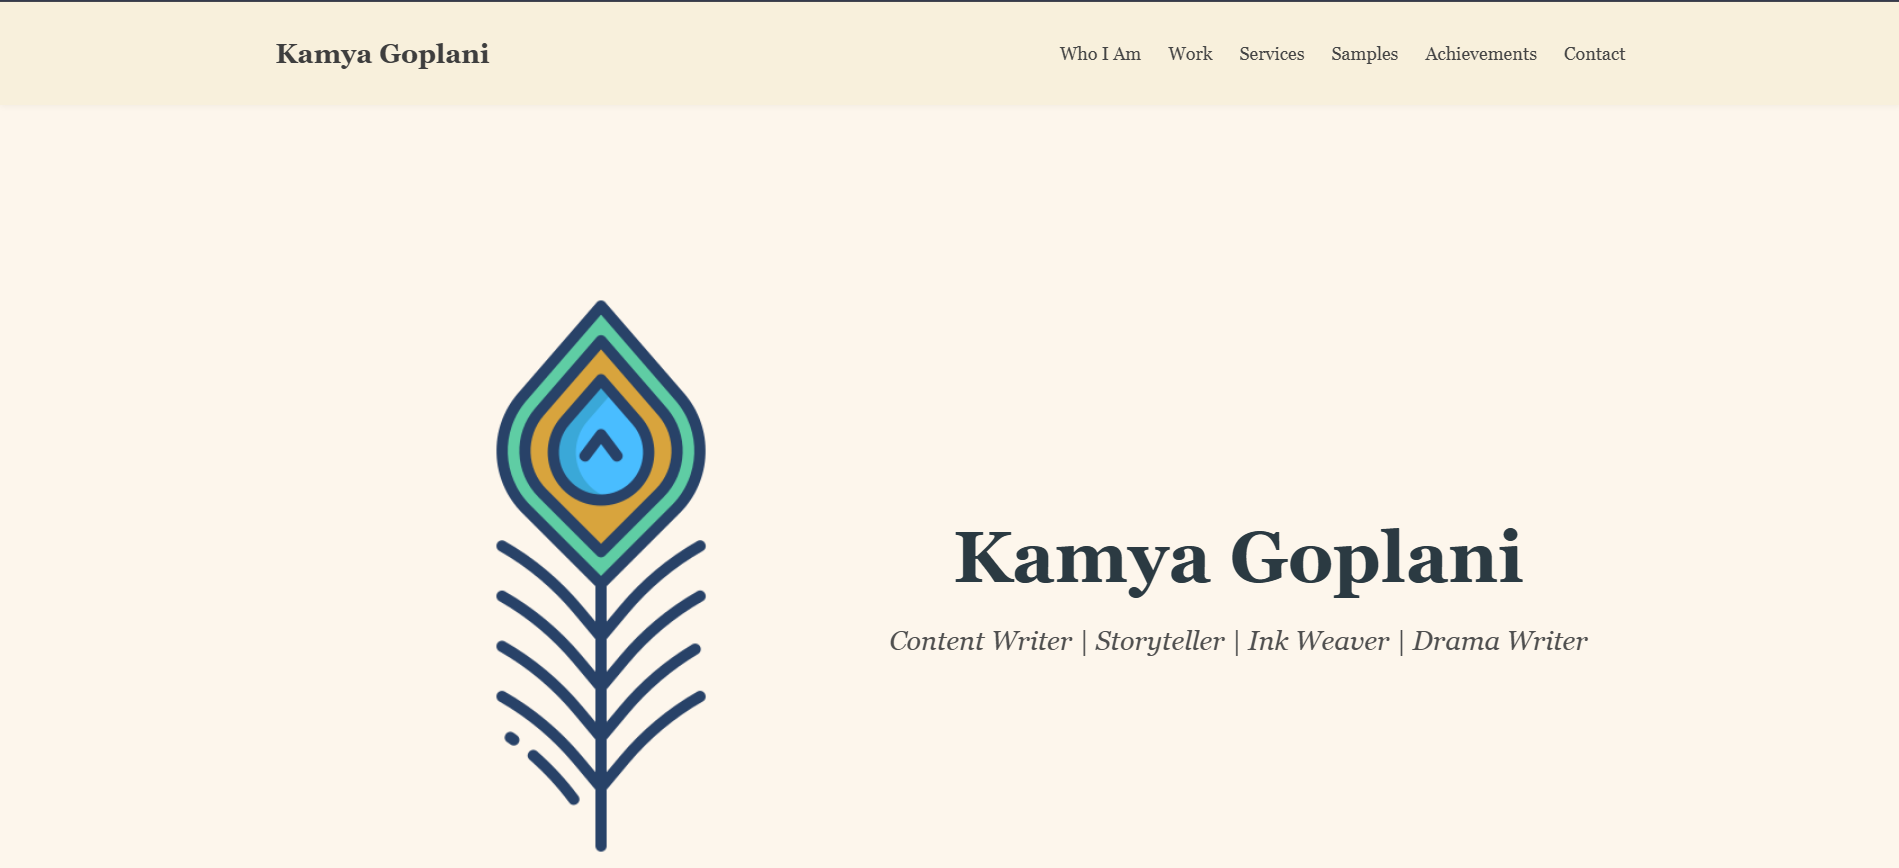 Kamya Goplani
Who I Am Work Services Samples Achievements Contact
Kamya Goplani
Content Writer | Storyteller | Ink Weaver | Drama Writer